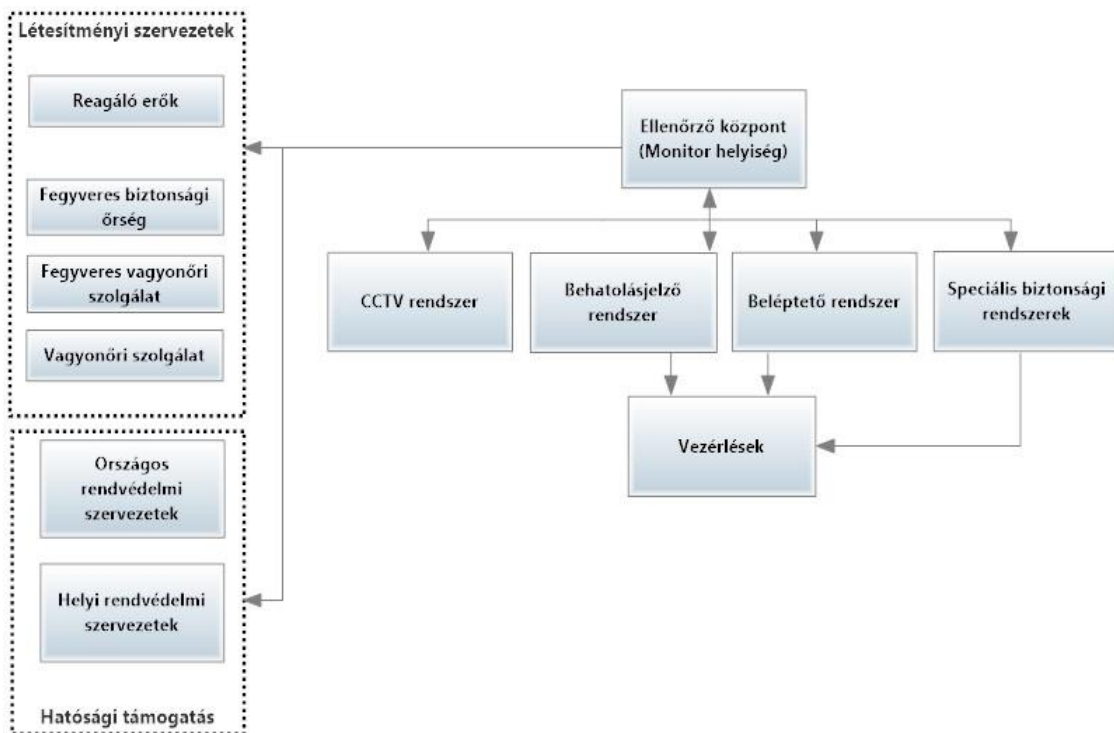 Létesítményi szervezetek
Reagáló erők
Fegyveres biztonsági
őrség
Fegyveres vagyonőri
szolgálat
Vagyonőri szolgálat
Országos
rendvédelmi
szervezetek
Helyi rendvédelmi
szervezetek
Hatósági támogatás
Ellenőrző központ
(Monitor helyiség)
CCTV rendszer
Behatolásjelző
rendszer
Beléptető rendszer
Speciális biztonsági
rendszerek
Vezérlések